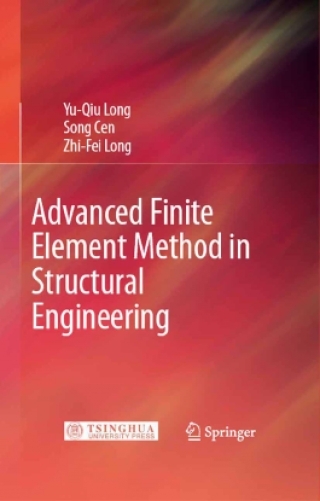 Yu-Qiu Long
Song Cen
Zhi-Fei Long
Advanced Finite
Element Method in
Structural
Engineering
TSINGHUA
UNIVERSITY PRESS
Springer